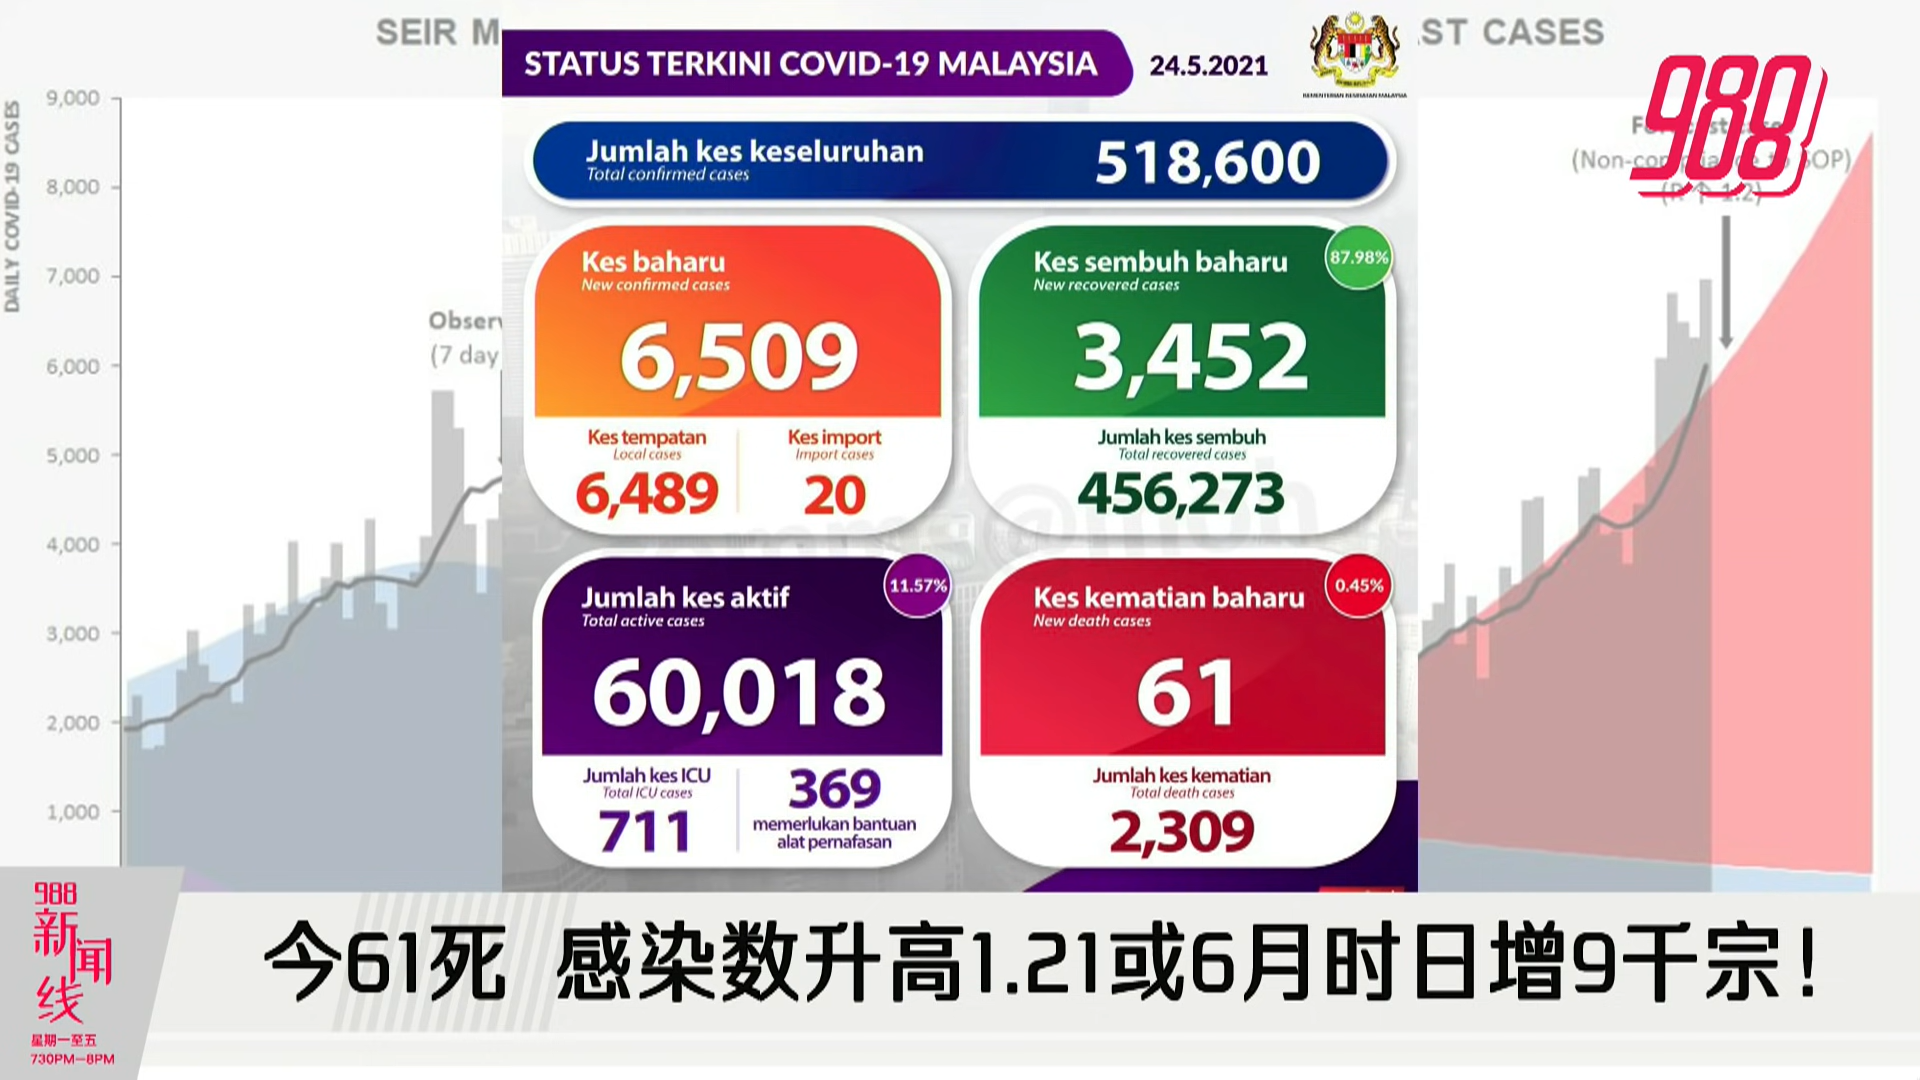 SEIR M
STATUS TERKINI COVID-19 MALAYSIA
24.5.2021
KEMENTERIAN KESIHATAN MALAYSIA
ST CASES
988
DAILY COVID-19 CASES
9,000
8,000
7,000
6,000
5,000
4,000
3,000
2,000
1,000
Observ
(7 day
Jumlah kes keseluruhan
Total confirmed cases
518,600
Kes baharu
New confirmed cases
6,509
Kes tempatan
Local cases
6,489
Kes import
Import cases
20
Kes sembuh baharu
New recovered cases
87.98%
3,452
Jumlah kes sembuh
Total recovered cases
456,273
Jumlah kes aktif
Total active cases
11.57%
60,018
Jumlah kes ICU
Total ICU cases
711
369
memerlukan bantuan
alat pernafasan
Kes kematian baharu
New death cases
0.45%
61
Jumlah kes kematian
Total death cases
2,309
988
新闻线
星期一至五
730PM—8PM
今61死 感染数升高1.21或6月时日增9千宗!